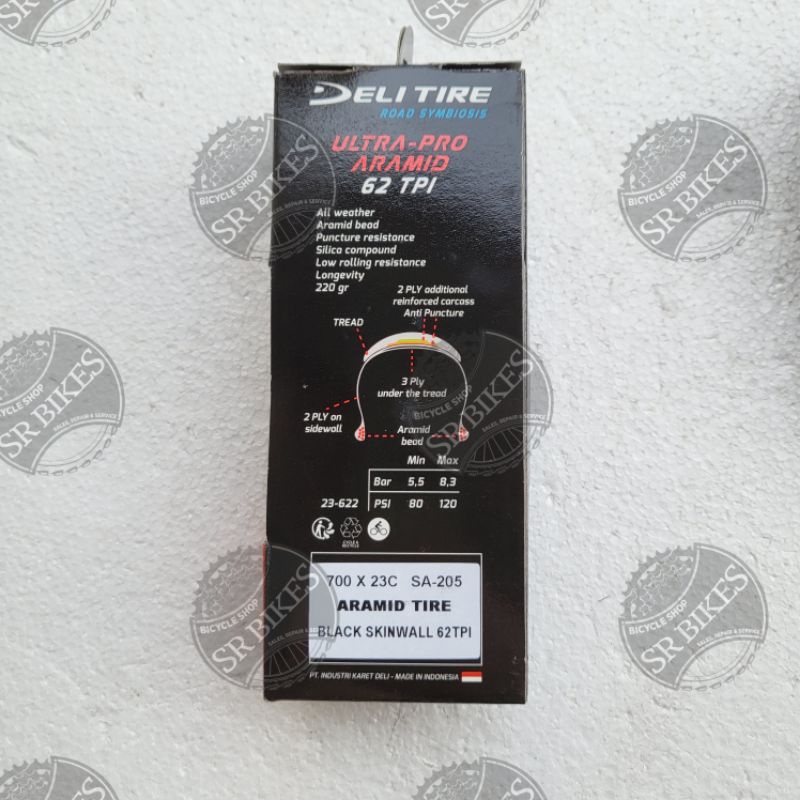 DELI TIRE
ROAD SYMBIOSIS
ULTRA-PRO
ARAMID
62 TPI
All weather
Aramid bead
Puncture resistance
Silica compound
Low rolling resistance
Longevity
220 gr
2 PLY additional
reinforced carcass
Anti Puncture
TREAD
3 Ply
under the tread
2 PLY on
sidewall
Aramid
bead
Min Max
Bar 5,5 8,3
23-622 PSI 80 120
700 X 23C SA-205
ARAMID TIRE
BLACK SKINWALL 62TPI
PT. INDUSTRI KARET DELI - MADE IN INDONESIA
BICYCLE SHOP
SR BIKES
SALES, REPAIR & SERVICE